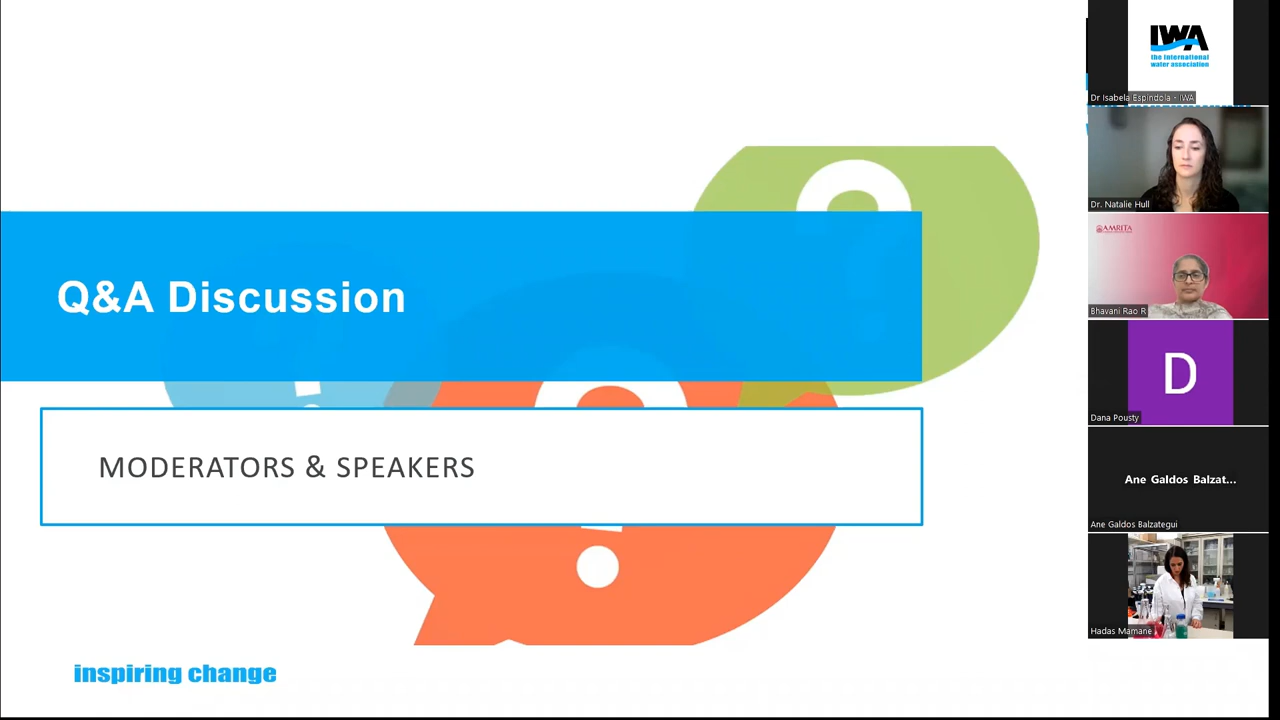 Q&A Discussion
MODERATORS & SPEAKERS
inspiring change
IWA
the international
water association
Dr Isabela Espindola - IWA
Dr. Natalie Hull
AMRITA
Bhavani Rao R
D
Dana Pousty
Ane Galdos Balzat...
Ane Galdos Balzategui
Hadas Mamane